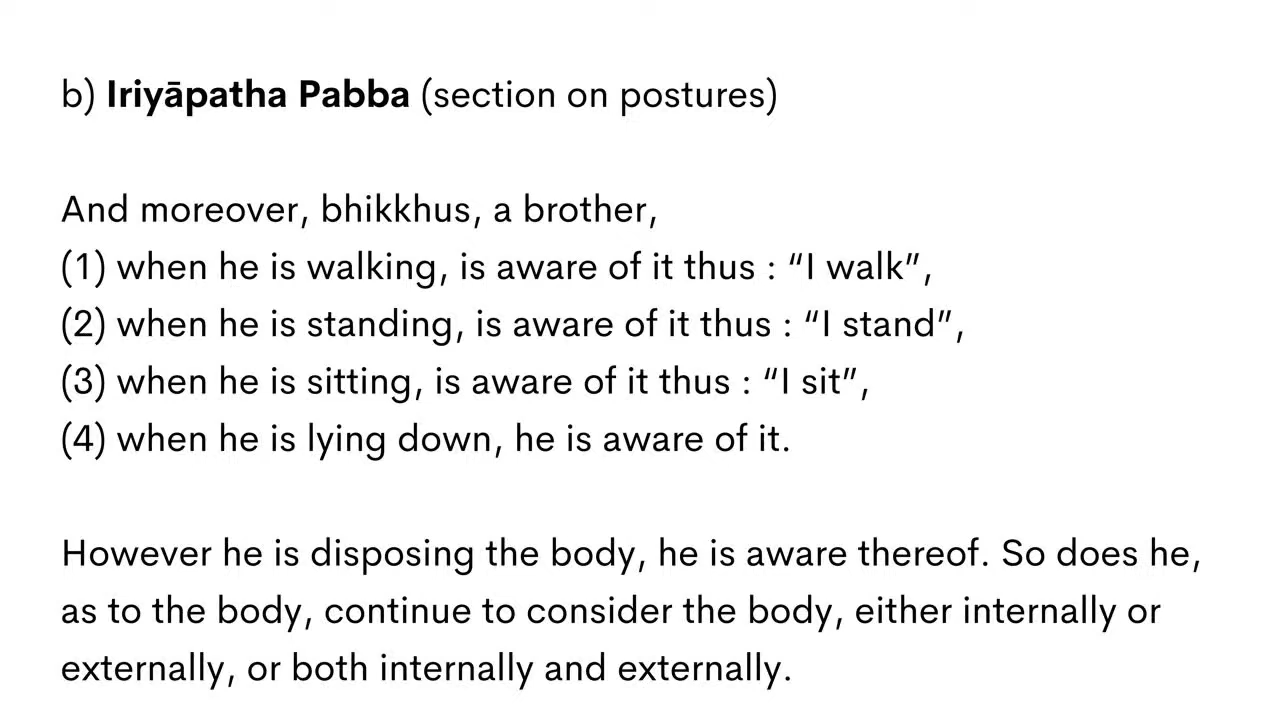 b) Iriyāpatha Pabba (section on postures)
And moreover, bhikkhus, a brother,
(1) when he is walking, is aware of it thus : “I walk”,
(2) when he is standing, is aware of it thus : “I stand”,
(3) when he is sitting, is aware of it thus : “I sit”,
(4) when he is lying down, he is aware of it.
However he is disposing the body, he is aware thereof. So does he,
as to the body, continue to consider the body, either internally or
externally, or both internally and externally.